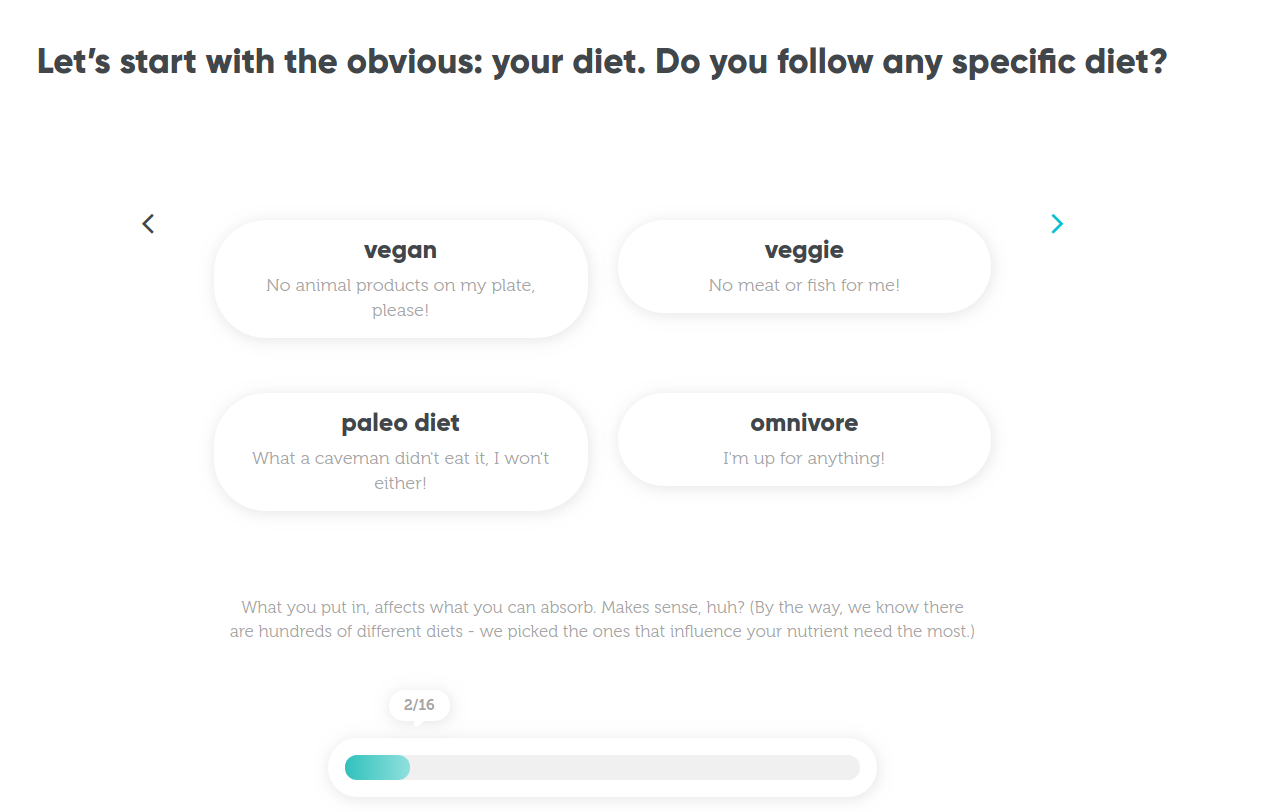 Let's start with the obvious: your diet. Do you follow any specific diet?
vegan
No animal products on my plate,
please!
veggie
No meat or fish for me!
paleo diet
What a caveman didn't eat it, I won't
either!
omnivore
I'm up for anything!
What you put in, affects what you can absorb. Makes sense, huh? (By the way, we know there
are hundreds of different diets - we picked the ones that influence your nutrient need the most.)
2/16